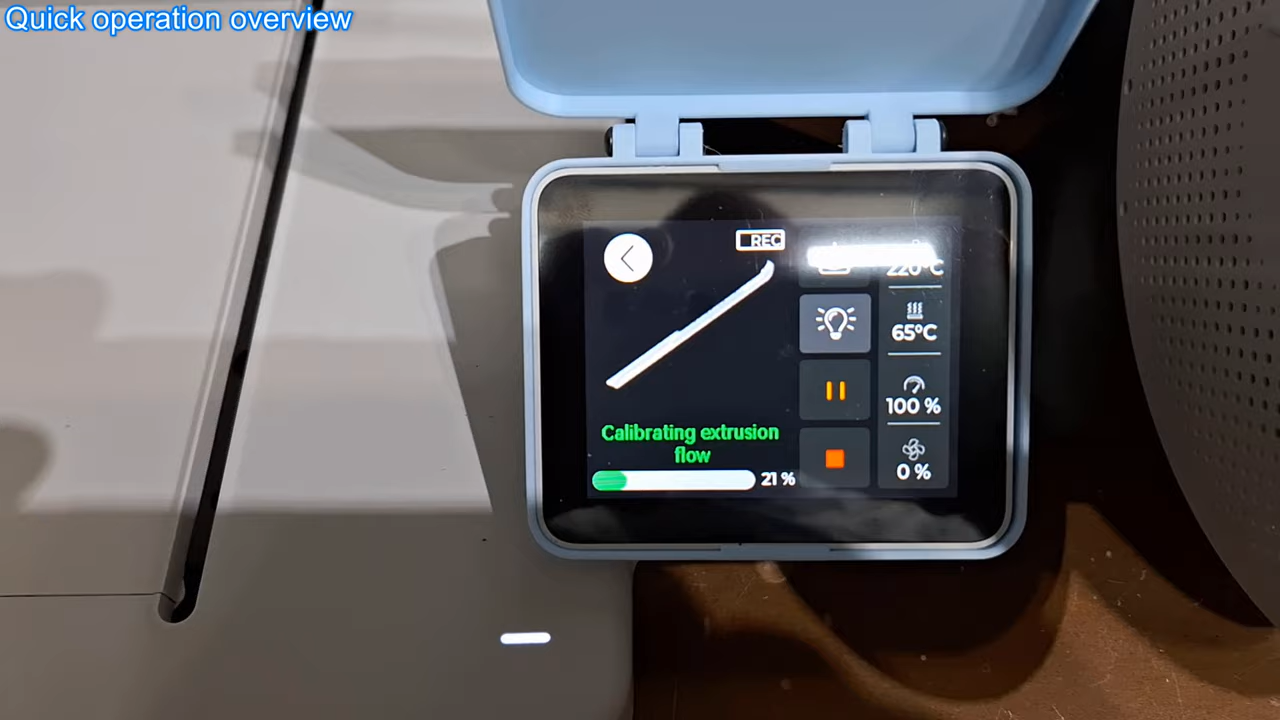 Quick operation overview
REC
220°C
65°C
100 %
Calibrating extrusion
flow
21 %
0 %